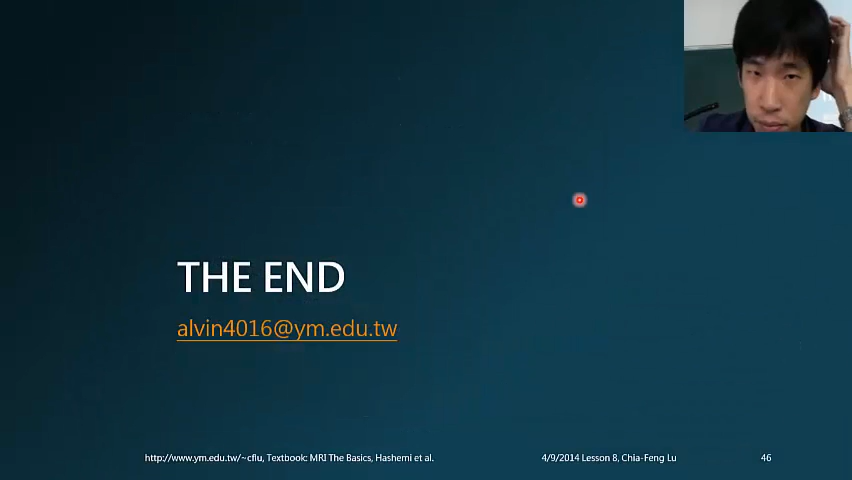 THE END
alvin4016@ym.edu.tw
http://www.ym.edu.tw/~cflu, Textbook: MRI The Basics, Hashemi et al.
4/9/2014 Lesson 8, Chia-Feng Lu
46